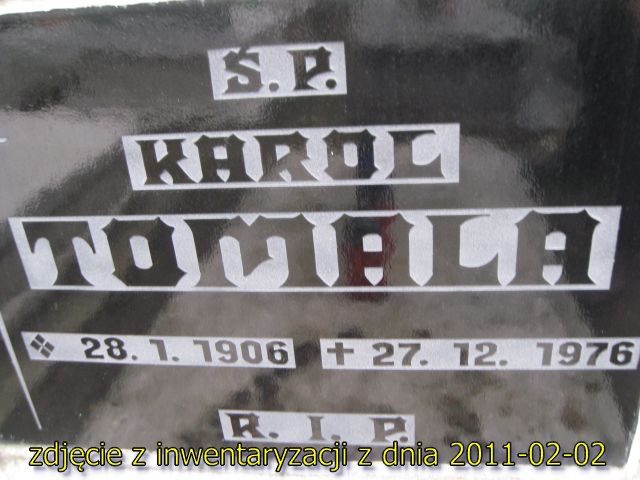 Ś.P.
KAROL
TOMALA
28.1.1906 ✝ 27.12.1976
R.I.P.
zdjęcie z inwentaryzacji z dnia 2011-02-02